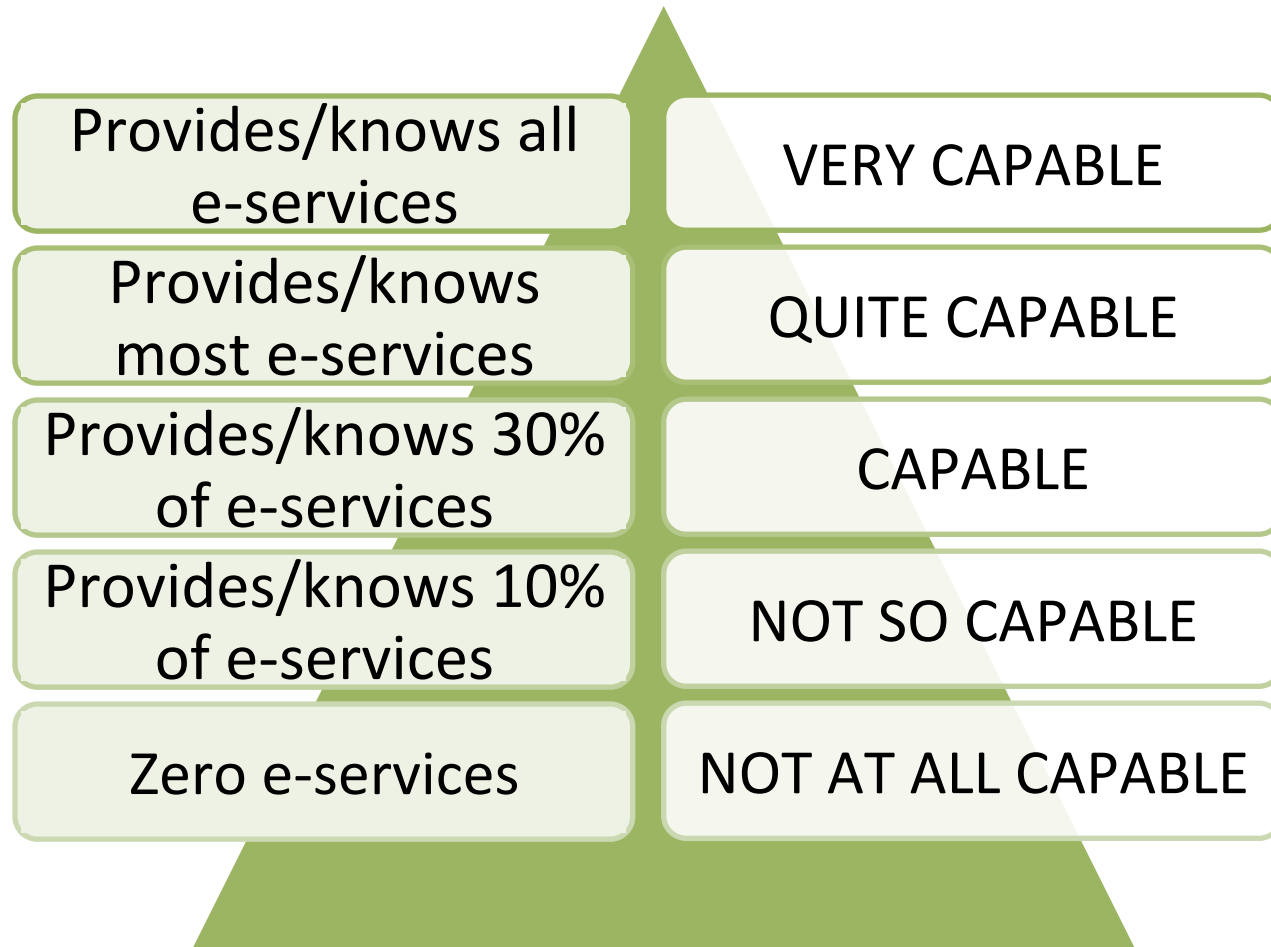 Provides/knows all
e-services
VERY CAPABLE
Provides/knows
most e-services
QUITE CAPABLE
Provides/knows 30%
of e-services
CAPABLE
Provides/knows 10%
of e-services
NOT SO CAPABLE
Zero e-services
NOT AT ALL CAPABLE